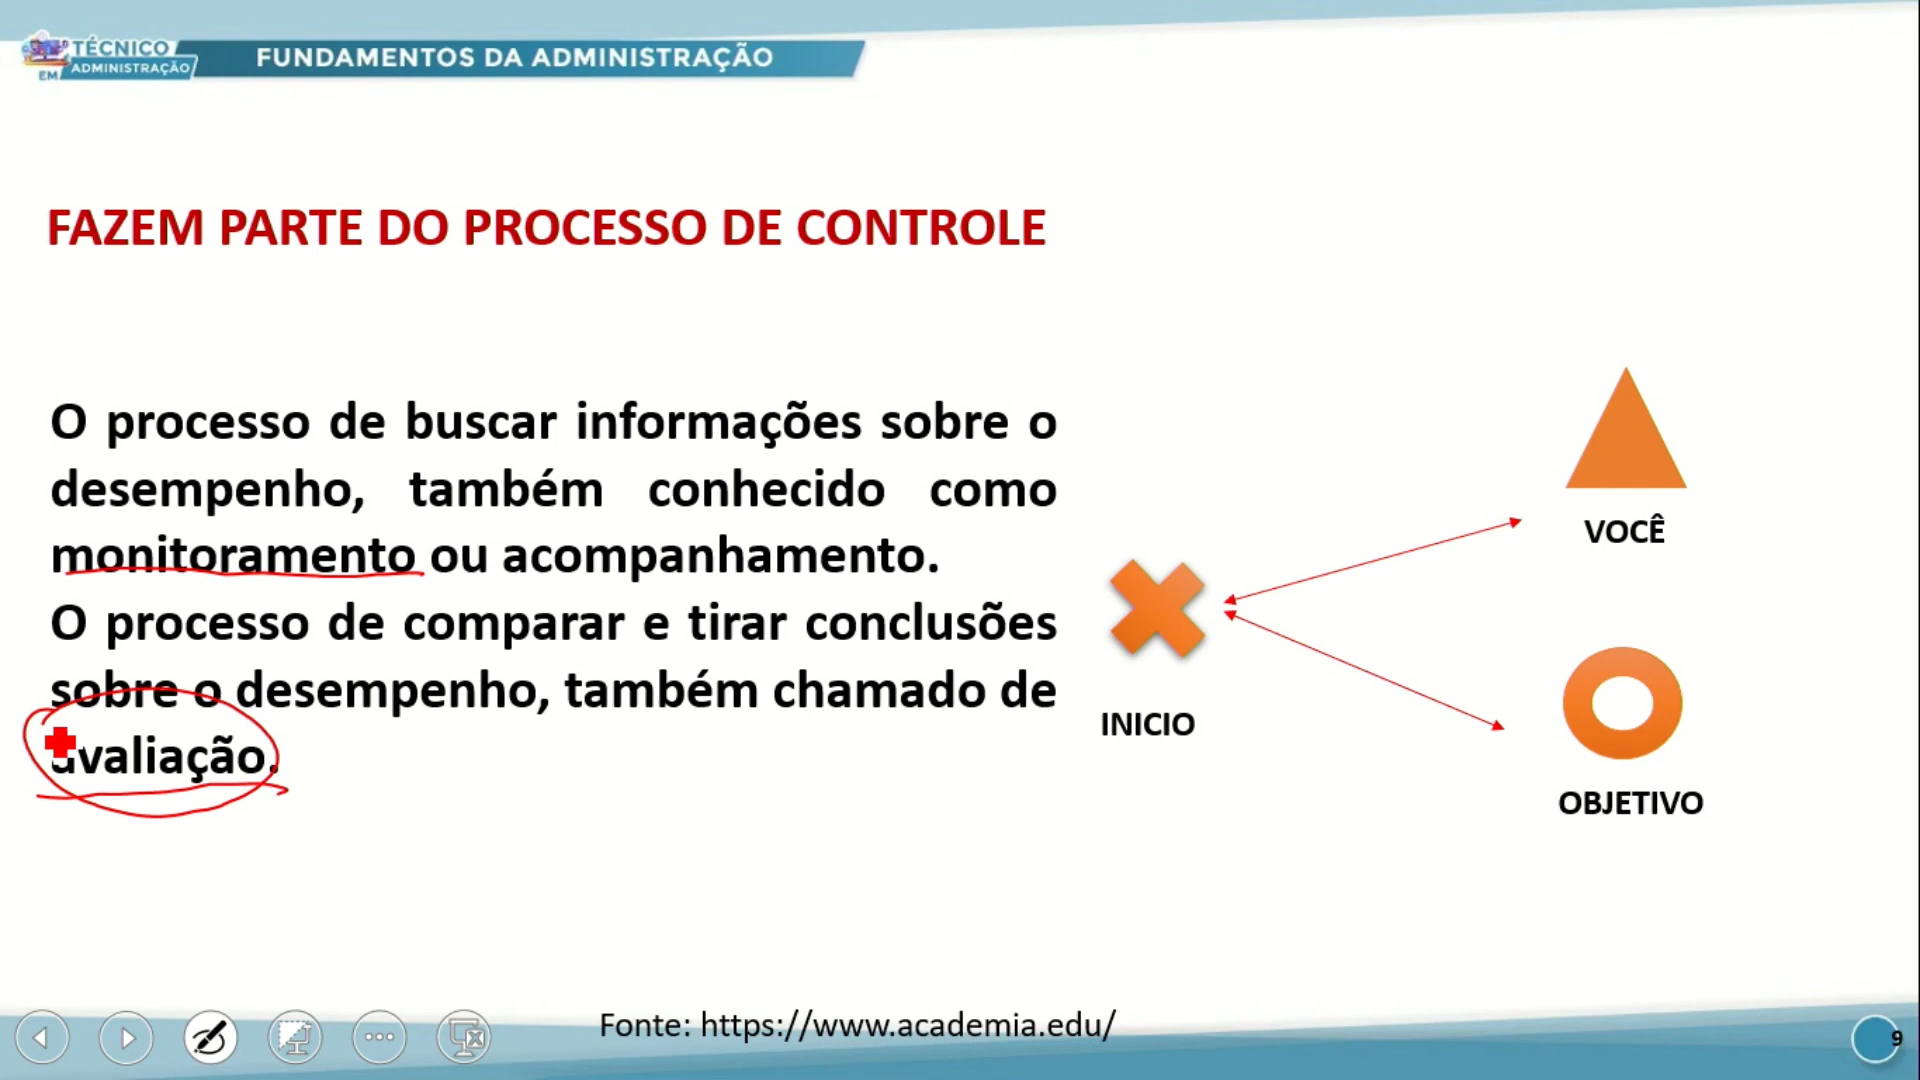 TÉCNICO
EM ADMINISTRAÇÃO
FUNDAMENTOS DA ADMINISTRAÇÃO
FAZEM PARTE DO PROCESSO DE CONTROLE
O processo de buscar informações sobre o
desempenho, também conhecido como
monitoramento ou acompanhamento.
O processo de comparar e tirar conclusões
sobre o desempenho, também chamado de
avaliação.
VOCÊ
INICIO
OBJETIVO
Fonte: https://www.academia.edu/
9